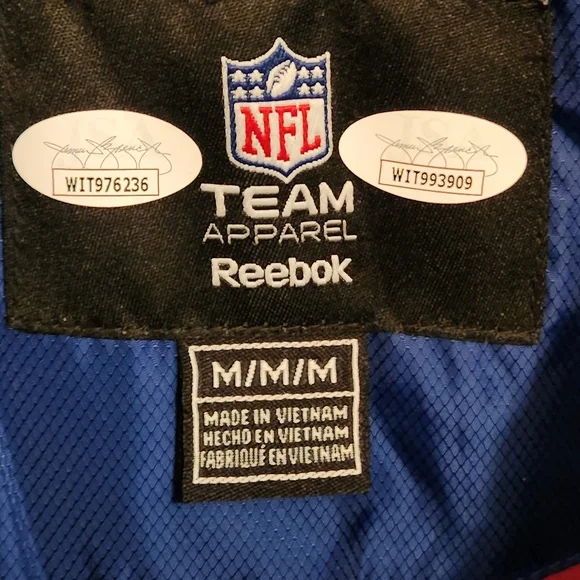 NFL
WIT976236
WIT993909
TEAM
APPAREL
Reebok
M/M/M
MADE IN VIETNAM
HECHO EN VIETNAM
FABRIQUÉ EN VIETNAM